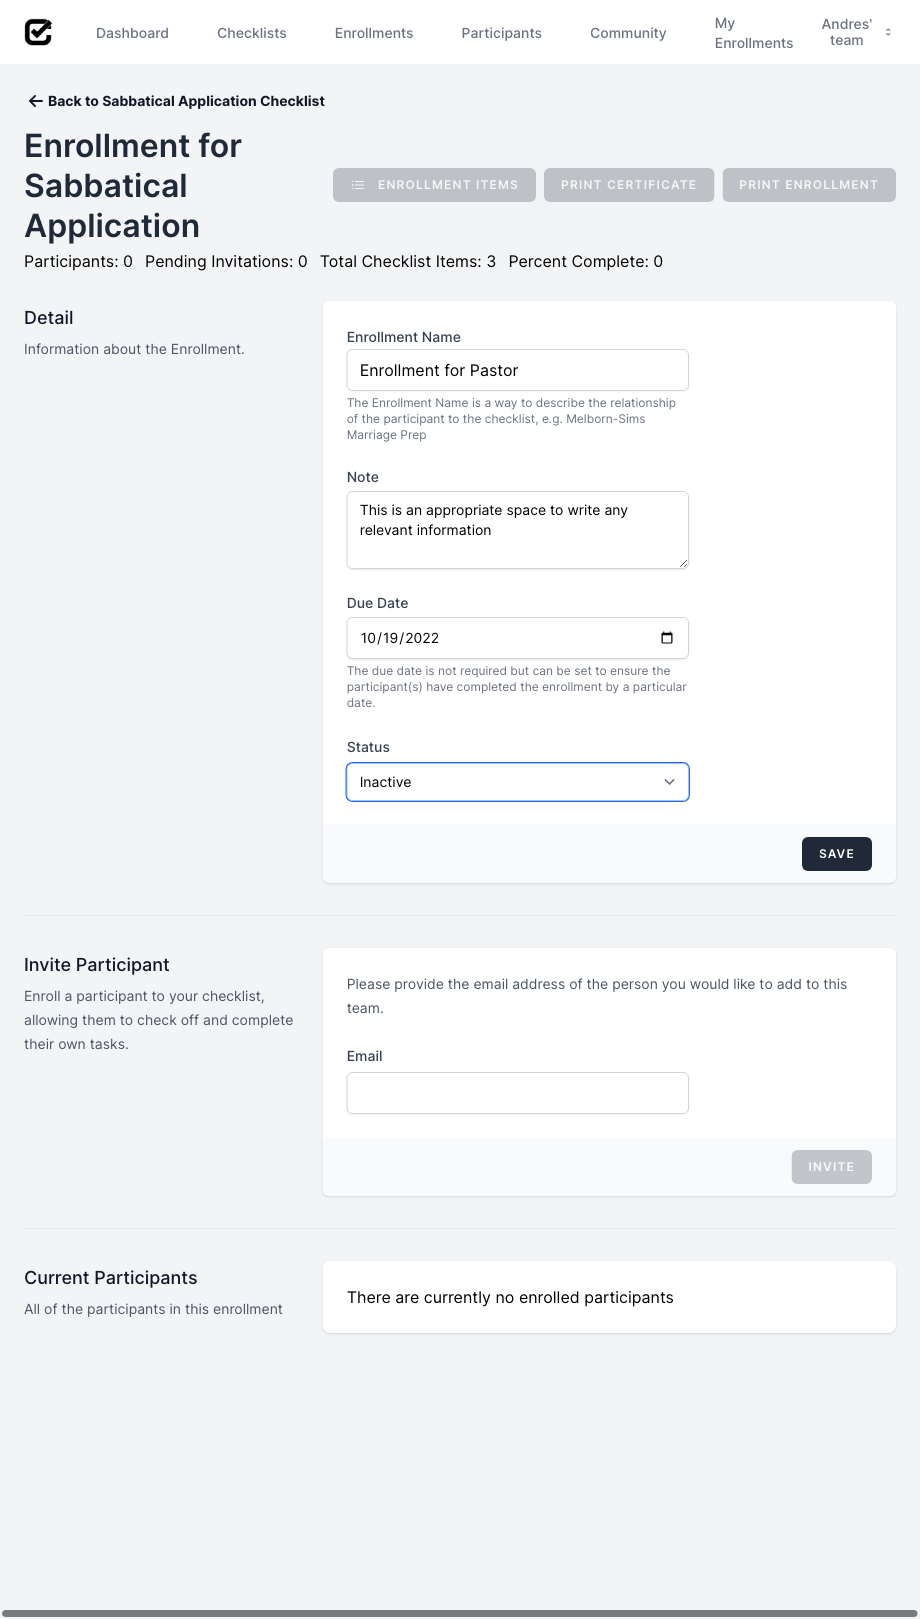 Dashboard
Checklists
Enrollments
Participants
Community
My
Enrollments
Andres'
team
Back to Sabbatical Application Checklist
Enrollment for
Sabbatical
Application
ENROLLMENT ITEMS
PRINT CERTIFICATE
PRINT ENROLLMENT
Participants: 0 Pending Invitations: 0 Total Checklist Items: 3 Percent Complete: 0
Detail
Information about the Enrollment.
Enrollment Name
Enrollment for Pastor
The Enrollment Name is a way to describe the relationship
of the participant to the checklist, e.g. Melborn-Sims
Marriage Prep
Note
This is an appropriate space to write any
relevant information
Due Date
10/19/2022
The due date is not required but can be set to ensure the
participant(s) have completed the enrollment by a particular
date.
Status
Inactive
SAVE
Invite Participant
Enroll a participant to your checklist,
allowing them to check off and complete
their own tasks.
Please provide the email address of the person you would like to add to this
team.
Email
INVITE
Current Participants
All of the participants in this enrollment
There are currently no enrolled participants